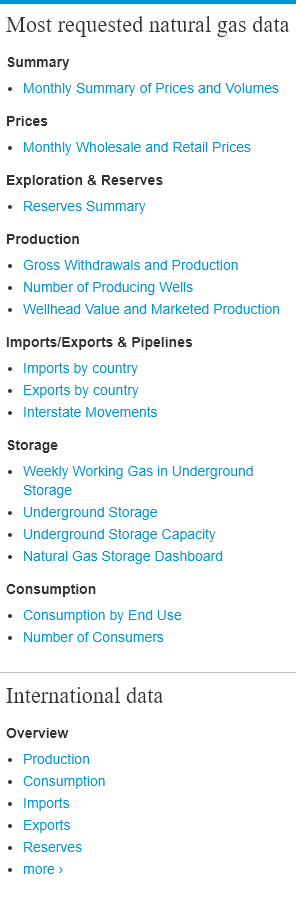 Most requested natural gas data
Summary
• Monthly Summary of Prices and Volumes
Prices
• Monthly Wholesale and Retail Prices
Exploration & Reserves
• Reserves Summary
Production
• Gross Withdrawals and Production
• Number of Producing Wells
• Wellhead Value and Marketed Production
Imports/Exports & Pipelines
• Imports by country
• Exports by country
• Interstate Movements
Storage
• Weekly Working Gas in Underground
Storage
• Underground Storage
• Underground Storage Capacity
• Natural Gas Storage Dashboard
Consumption
• Consumption by End Use
• Number of Consumers
International data
Overview
• Production
• Consumption
• Imports
• Exports
• Reserves
• more ›